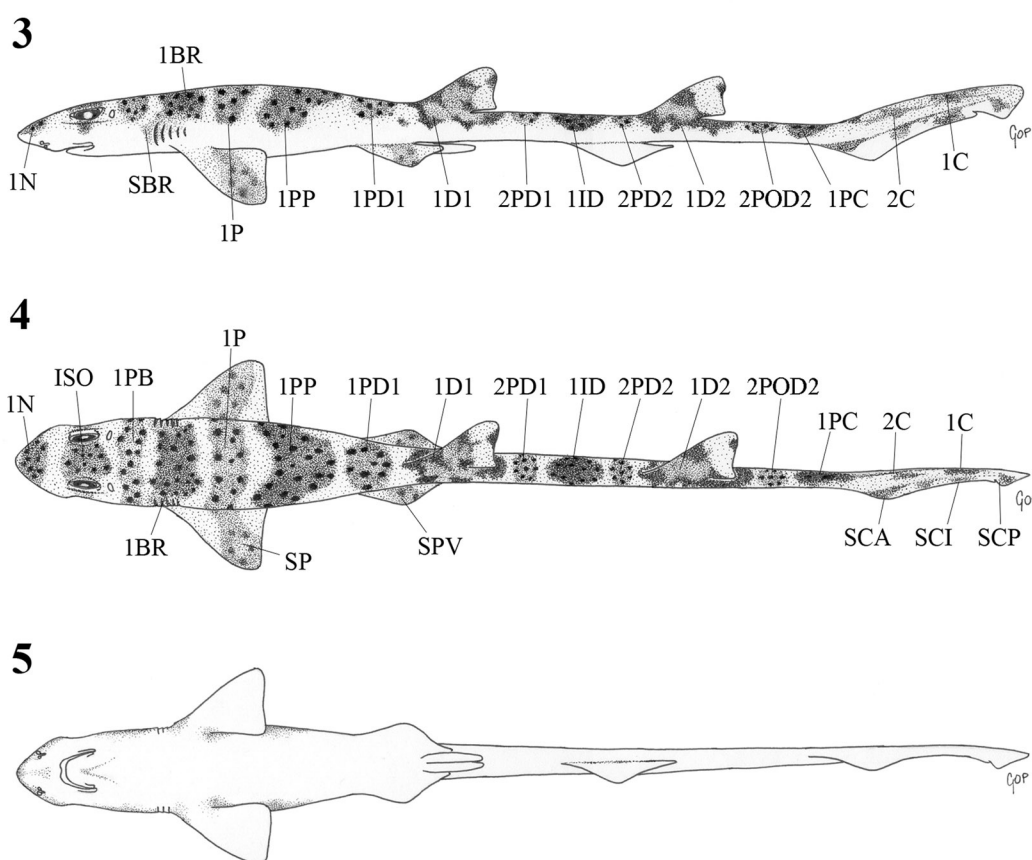 3
1BR
1N
SBR
1P
1PP
1PD1
1D1
2PD1
1ID
2PD2
1D2
2POD2
1PC
2C
1C
GOP
4
1P
ISO
1PB
1PP
1PD1
1D1
2PD1
1ID
2PD2
1D2
2POD2
1N
1PC
2C
1C
GO
1BR
SP
SPV
SCA
SCI
SCP
5
GOP